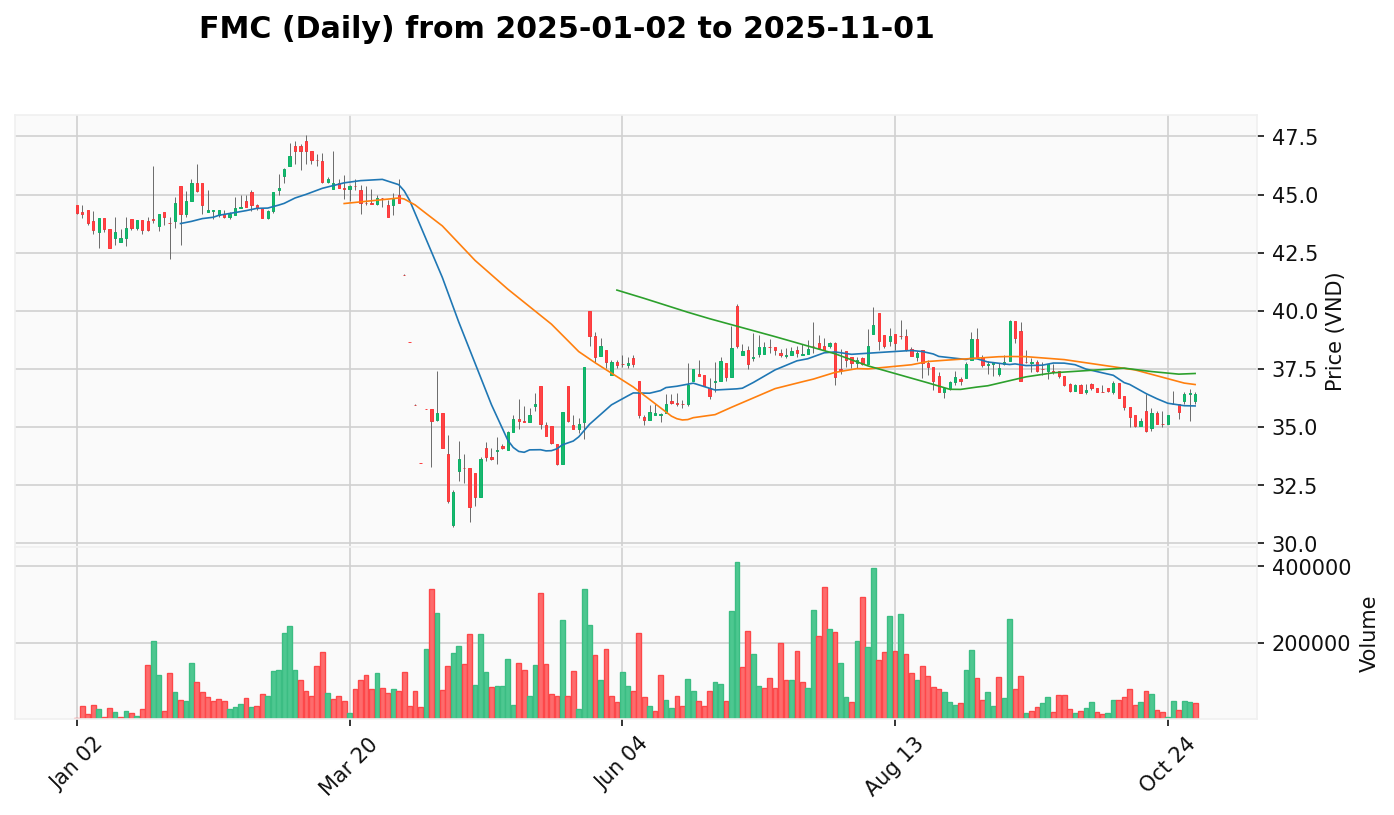 FMC (Daily) from 2025-01-02 to 2025-11-01
47.5
45.0
42.5
40.0
37.5
35.0
32.5
30.0
Price (VND)
400000
200000
Volume
Jan 02
Mar 20
Jun 04
Aug 13
Oct 24